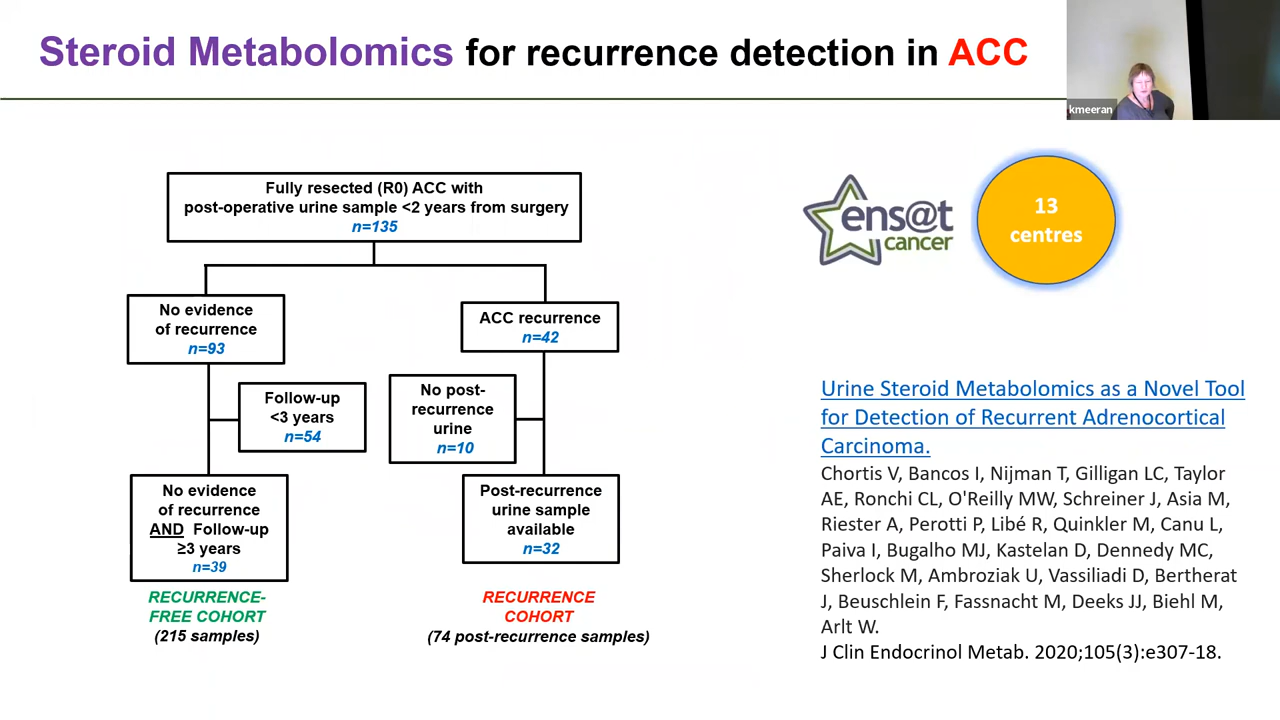 Steroid Metabolomics for recurrence detection in ACC
kmeeran
Fully resected (R0) ACC with
post-operative urine sample <2 years from surgery
n=135
No evidence
of recurrence
n=93
ACC recurrence
n=42
Follow-up
<3 years
n=54
No post-
recurrence
urine
n=10
No evidence
of recurrence
AND Follow-up
≥3 years
n=39
Post-recurrence
urine sample
available
n=32
RECURRENCE-
FREE COHORT
(215 samples)
RECURRENCE
COHORT
(74 post-recurrence samples)
ens@t
cancer
13
centres
Urine Steroid Metabolomics as a Novel Tool
for Detection of Recurrent Adrenocortical
Carcinoma.
Chortis V, Bancos I, Nijman T, Gilligan LC, Taylor
AE, Ronchi CL, O'Reilly MW, Schreiner J, Asia M,
Riester A, Perotti P, Libé R, Quinkler M, Canu L,
Paiva I, Bugalho MJ, Kastelan D, Dennedy MC,
Sherlock M, Ambroziak U, Vassiliadi D, Bertherat
J, Beuschlein F, Fassnacht M, Deeks JJ, Biehl M,
Arlt W.
J Clin Endocrinol Metab. 2020;105(3):e307-18.